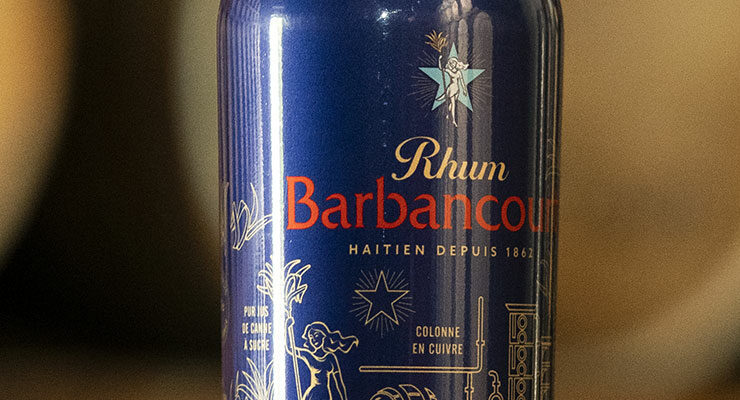 Rhum
Barbancour
HAITIEN DEPUIS 1862
PUR JUS
DE CANNE
À SUCRE
COLONNE
EN CUIVRE